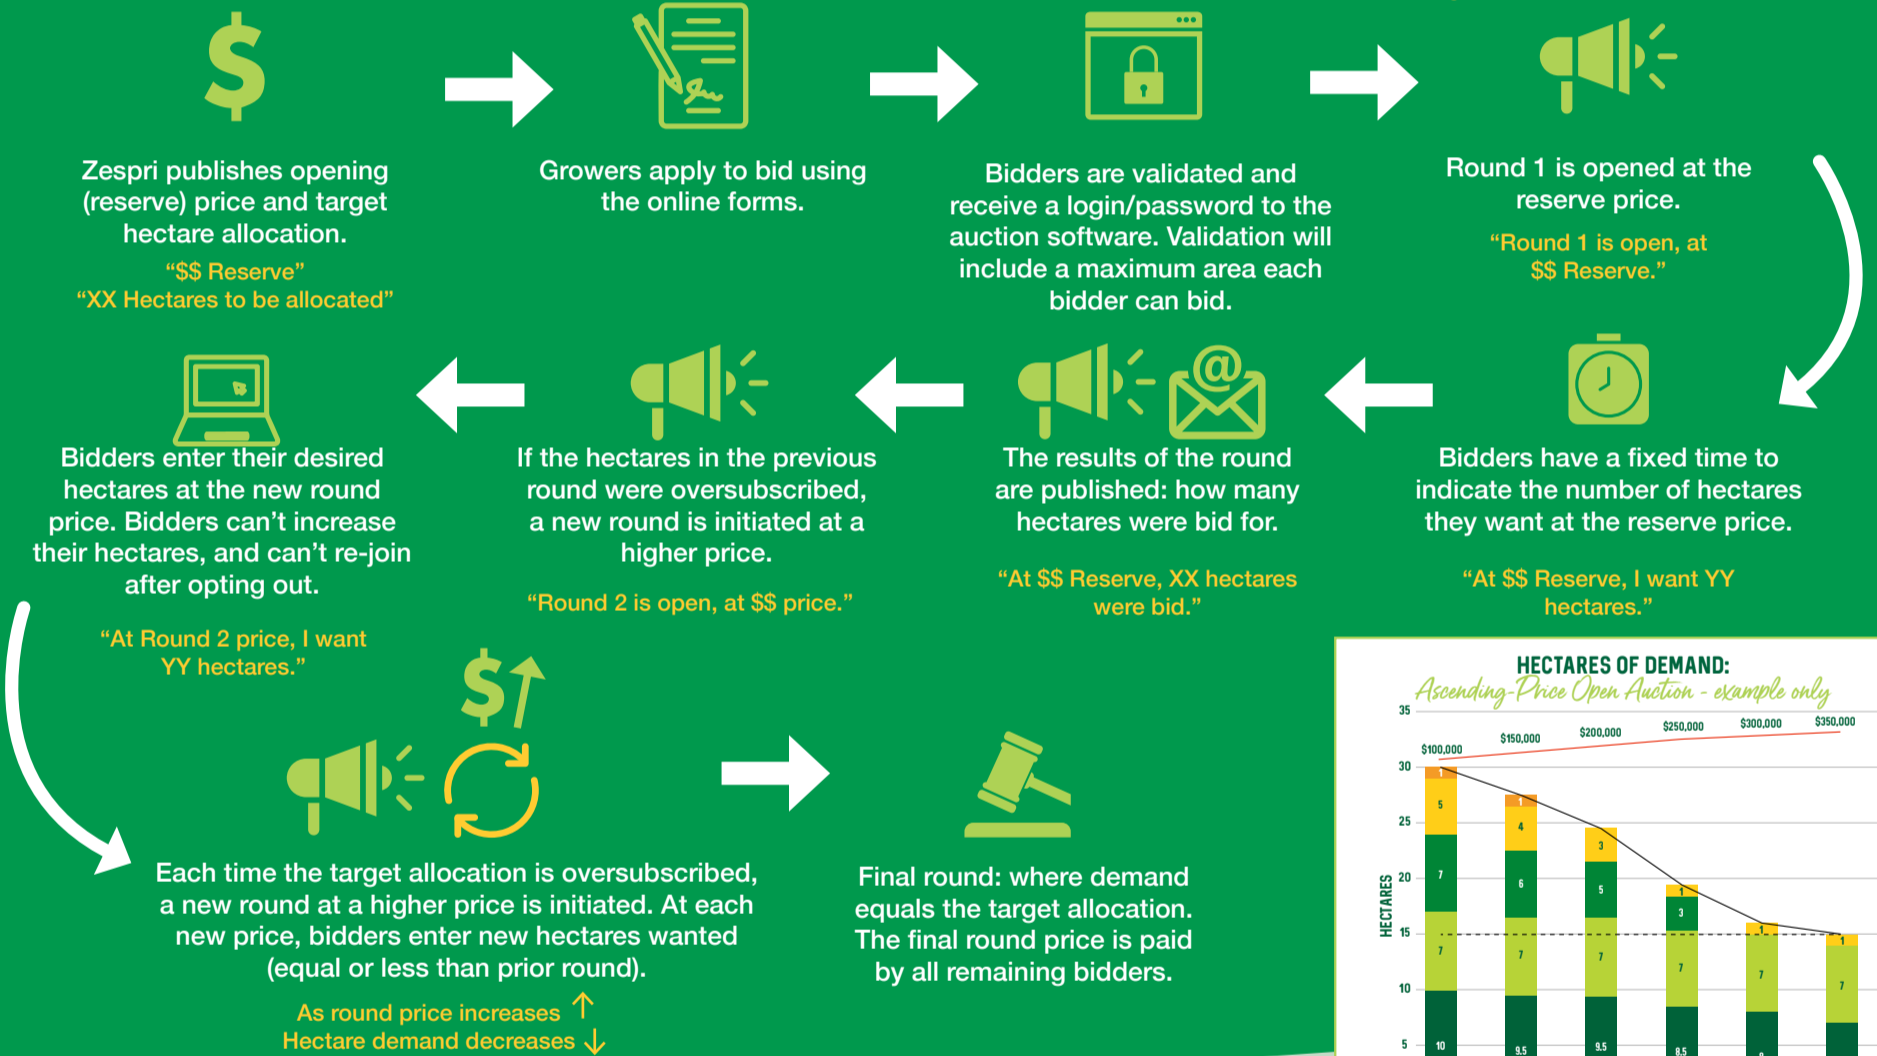 Zespri publishes opening
(reserve) price and target
hectare allocation.
“$$ Reserve”
“XX Hectares to be allocated”
Growers apply to bid using
the online forms.
Bidders are validated and
receive a login/password to the
auction software. Validation will
include a maximum area each
bidder can bid.
Round 1 is opened at the
reserve price.
“Round 1 is open, at
$$ Reserve.”
Bidders have a fixed time to
indicate the number of hectares
they want at the reserve price.
“At $$ Reserve, I want YY
hectares.”
The results of the round
are published: how many
hectares were bid for.
“At $$ Reserve, XX hectares
were bid.”
If the hectares in the previous
round were oversubscribed,
a new round is initiated at a
higher price.
“Round 2 is open, at $$ price.”
Bidders enter their desired
hectares at the new round
price. Bidders can’t increase
their hectares, and can’t re-join
after opting out.
“At Round 2 price, I want
YY hectares.”
Each time the target allocation is oversubscribed,
a new round at a higher price is initiated. At each
new price, bidders enter new hectares wanted
(equal or less than prior round).
As round price increases ↑
Hectare demand decreases ↓
Final round: where demand
equals the target allocation.
The final round price is paid
by all remaining bidders.
HECTARES OF DEMAND:
Ascending-Price Open Auction - example only
HECTARES
35
30
25
20
15
10
5
$100,000 $150,000 $200,000 $250,000 $300,000 $350,000
1 5 7 7 10
1 4 6 7 9.5
3 5 7 9.5
1 3 7 8.5
1 7
1 7